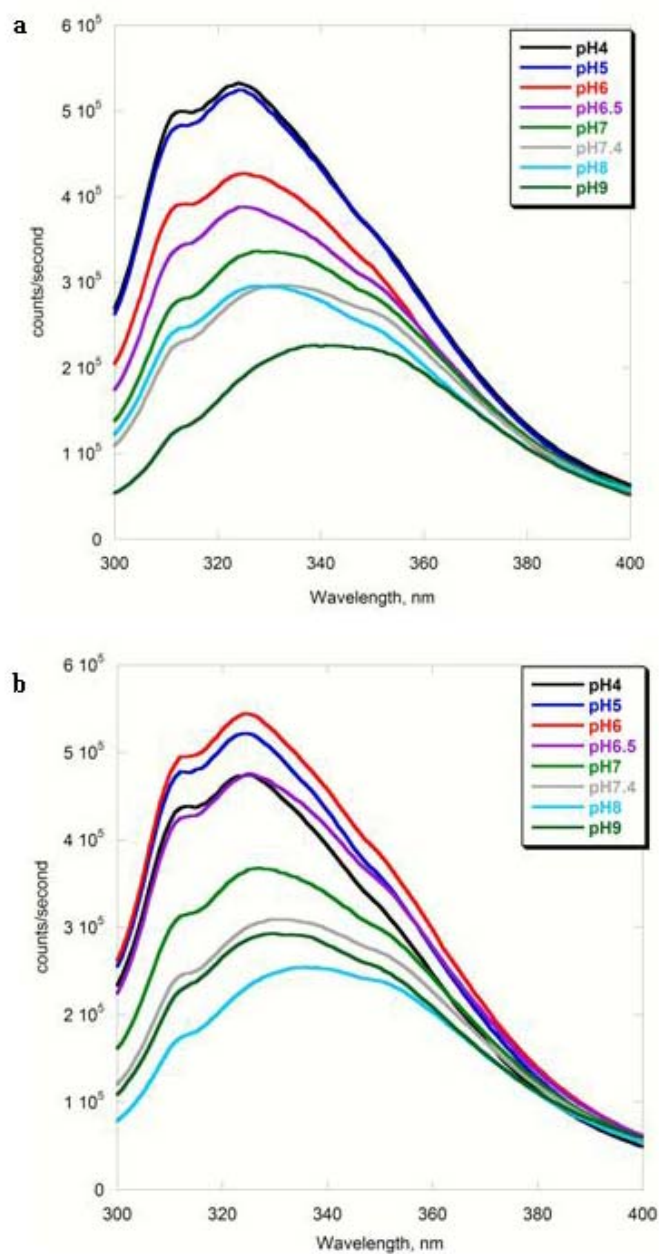 a
6 10⁵
5 10⁵
4 10⁵
3 10⁵
2 10⁵
1 10⁵
0
counts/second
300
320
340
360
380
400
Wavelength, nm
pH4
pH5
pH6
pH6.5
pH7
pH7.4
pH8
pH9
b
6 10⁵
5 10⁵
4 10⁵
3 10⁵
2 10⁵
1 10⁵
0
counts/second
300
320
340
360
380
400
Wavelength, nm
pH4
pH5
pH6
pH6.5
pH7
pH7.4
pH8
pH9